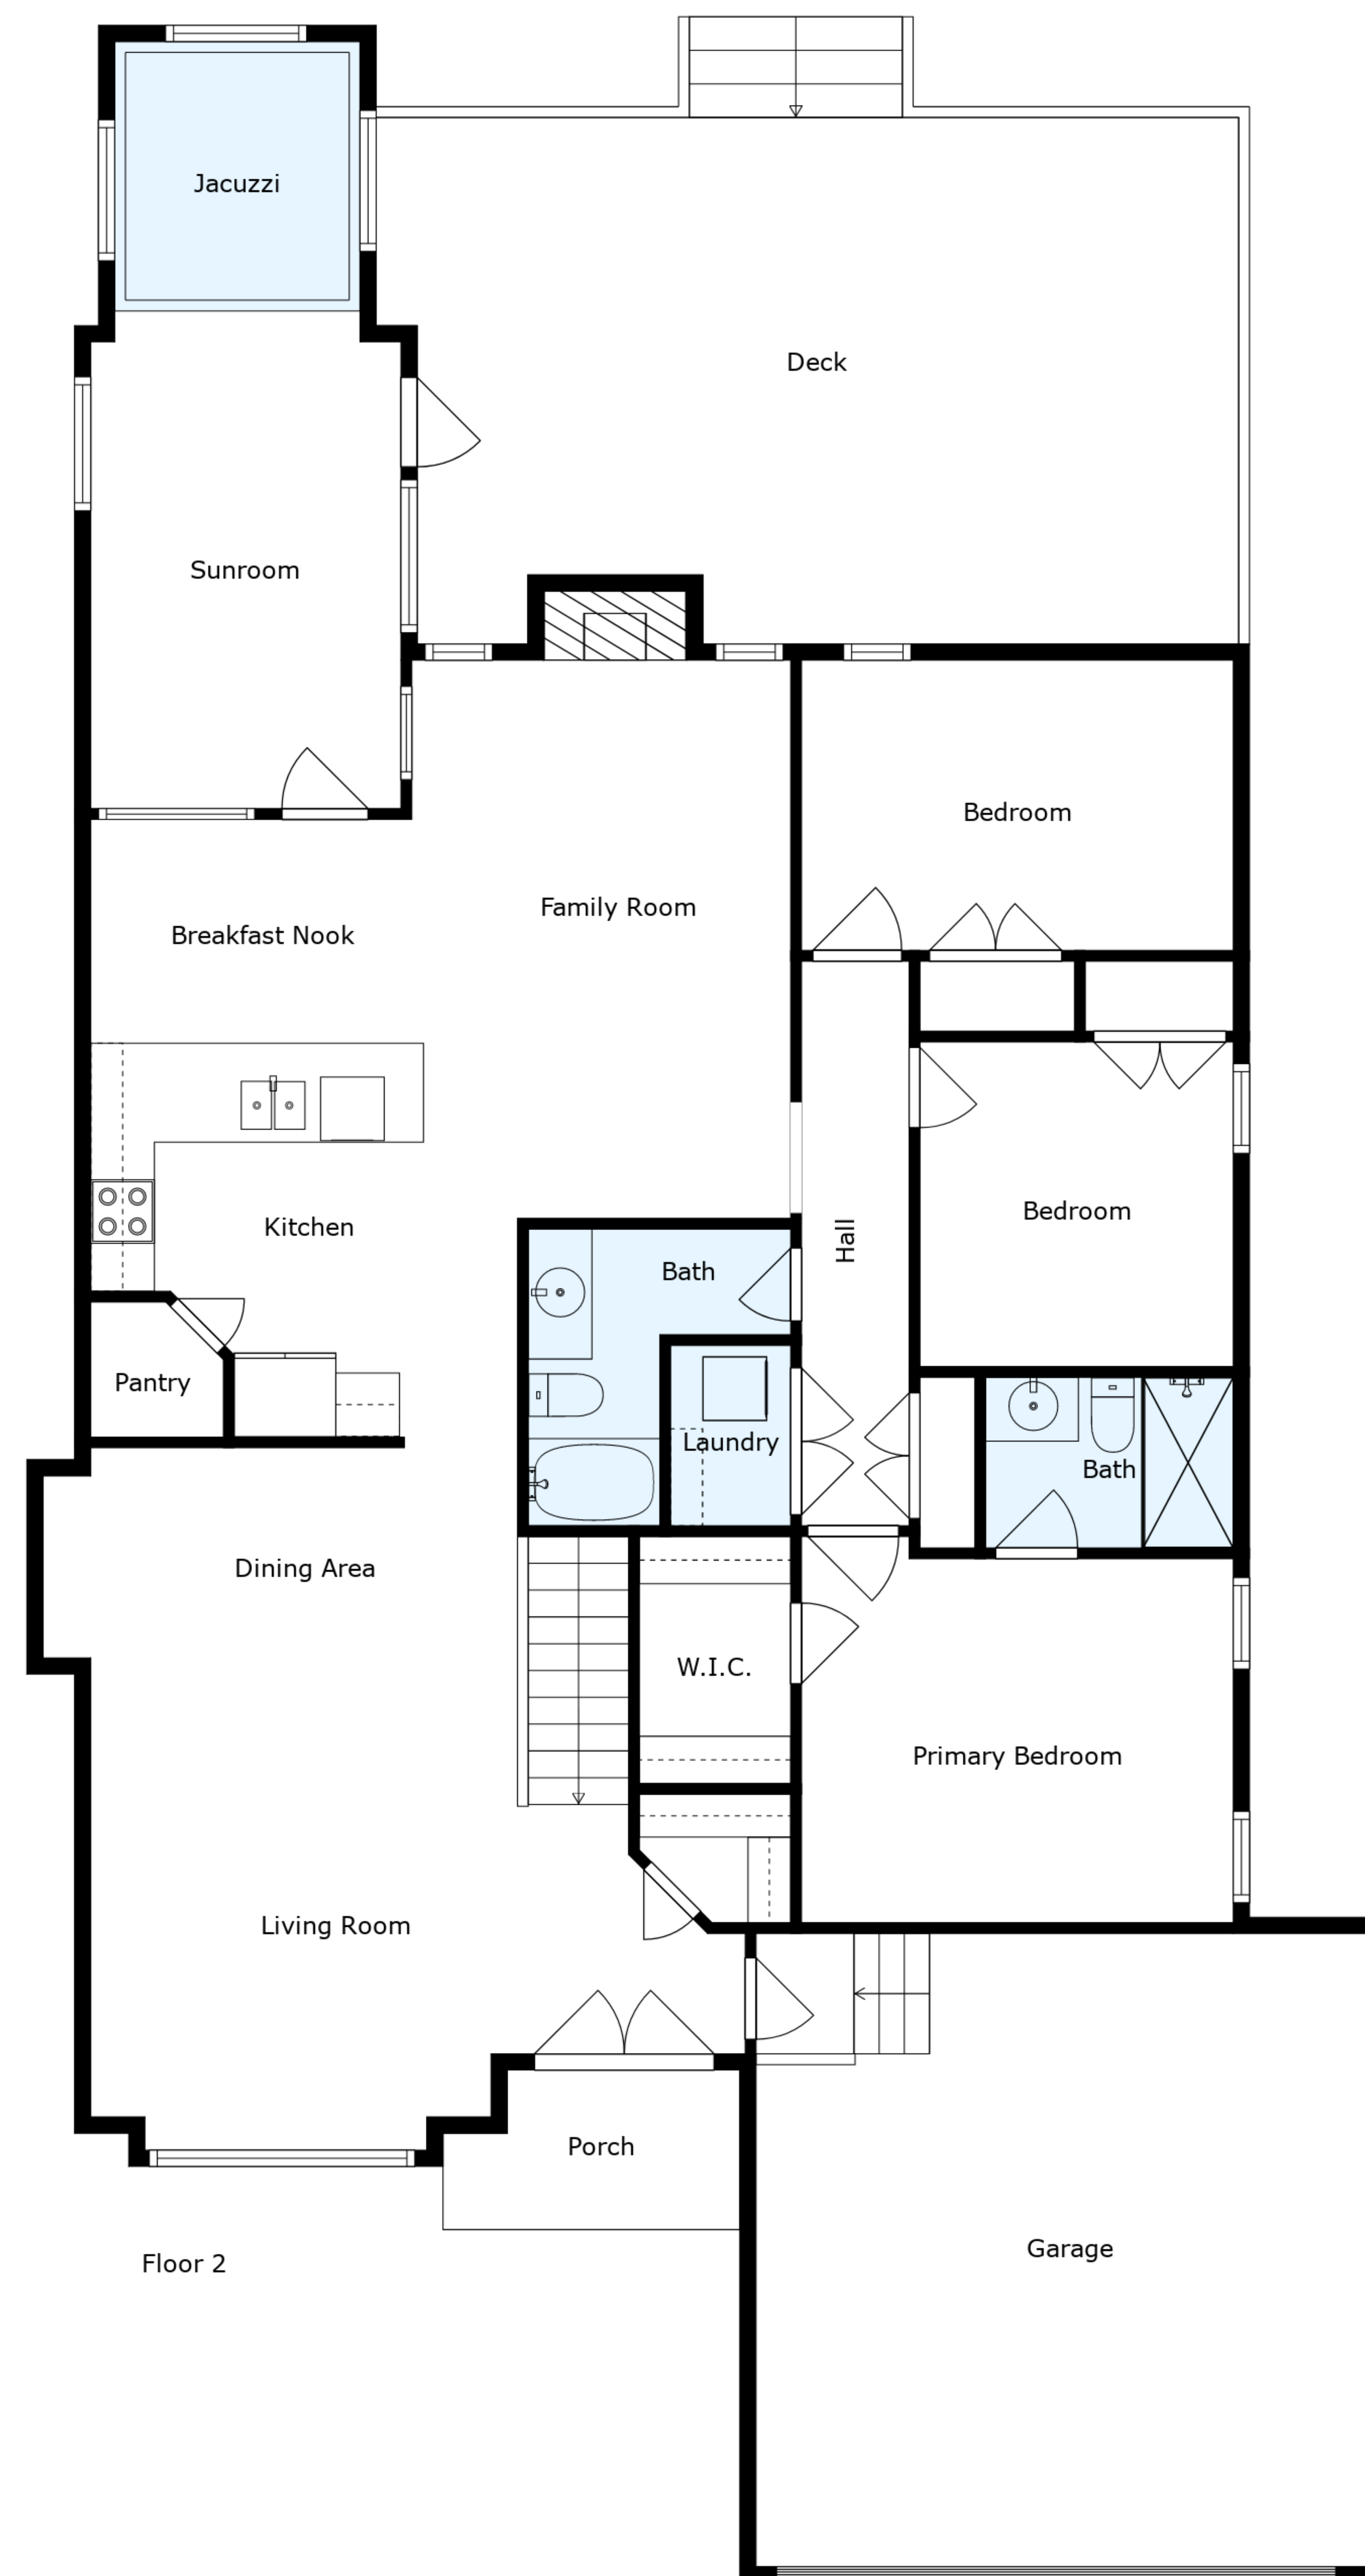 Jacuzzi
Deck
Sunroom
Bedroom
Family Room
Breakfast Nook
Bedroom
Kitchen
Hall
Bath
Pantry
Laundry
Bath
Dining Area
W.I.C.
Primary Bedroom
Living Room
Porch
Garage
Floor 2